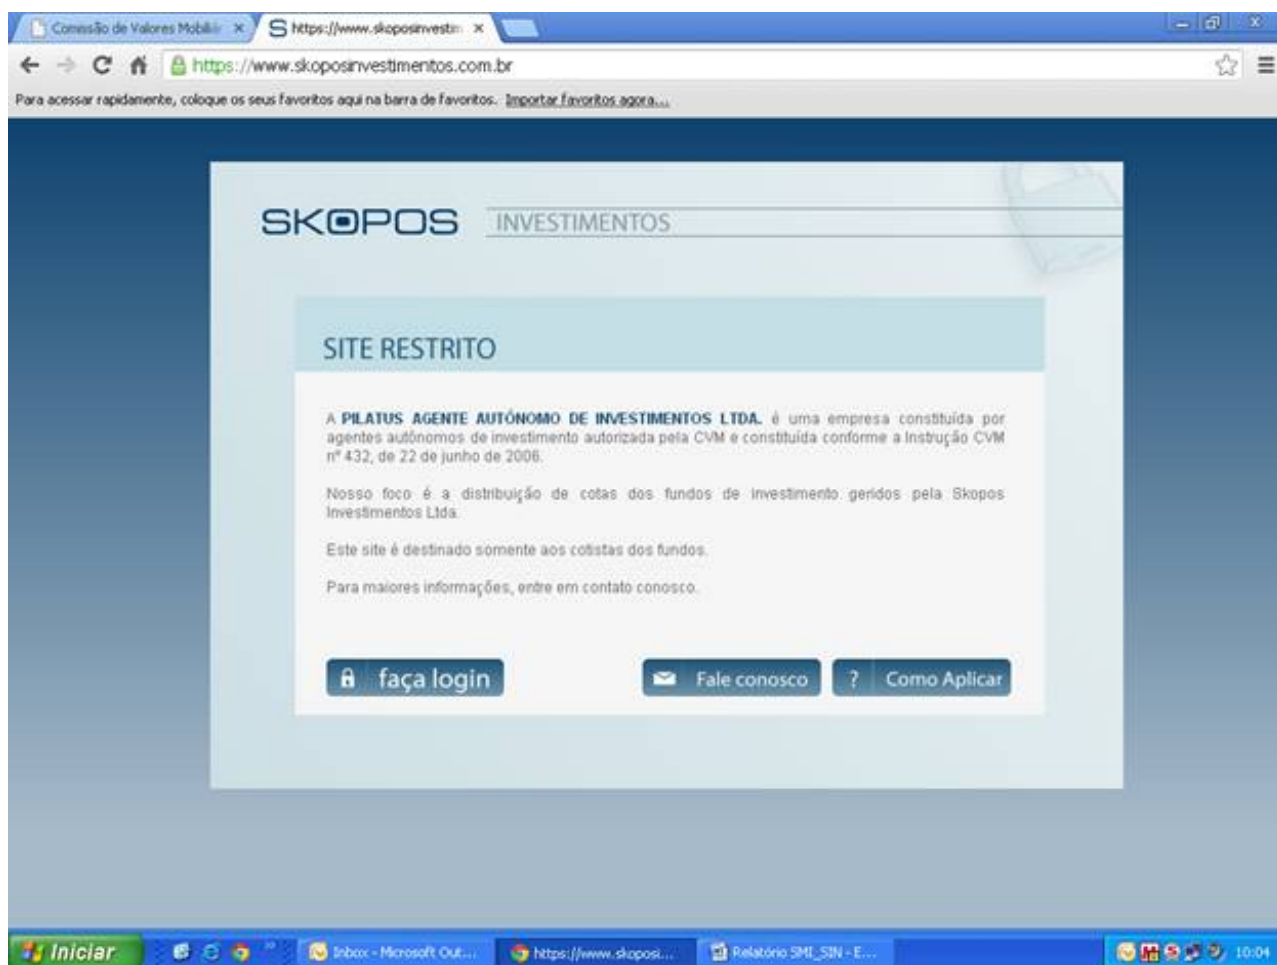 Comissão de Valores Mobiliár
https://www.skoposinvestim
https://www.skoposinvestimentos.com.br
Para acessar rapidamente, coloque os seus favoritos aqui na barra de favoritos. Importar favoritos agora...
SKOPOS INVESTIMENTOS
SITE RESTRITO
A PILATUS AGENTE AUTÔNOMO DE INVESTIMENTOS LTDA. é uma empresa constituída por
agentes autônomos de investimento autorizada pela CVM e constituída conforme a Instrução CVM
nº 432, de 22 de junho de 2006.
Nosso foco é a distribuição de cotas dos fundos de investimento geridos pela Skopos
Investimentos Ltda.
Este site é destinado somente aos cotistas dos fundos.
Para maiores informações, entre em contato conosco.
faça login
Fale conosco
? Como Aplicar
Iniciar
Inbox - Microsoft Out...
https://www.skoposi...
Relatório SMI_SIN - E...
10:04